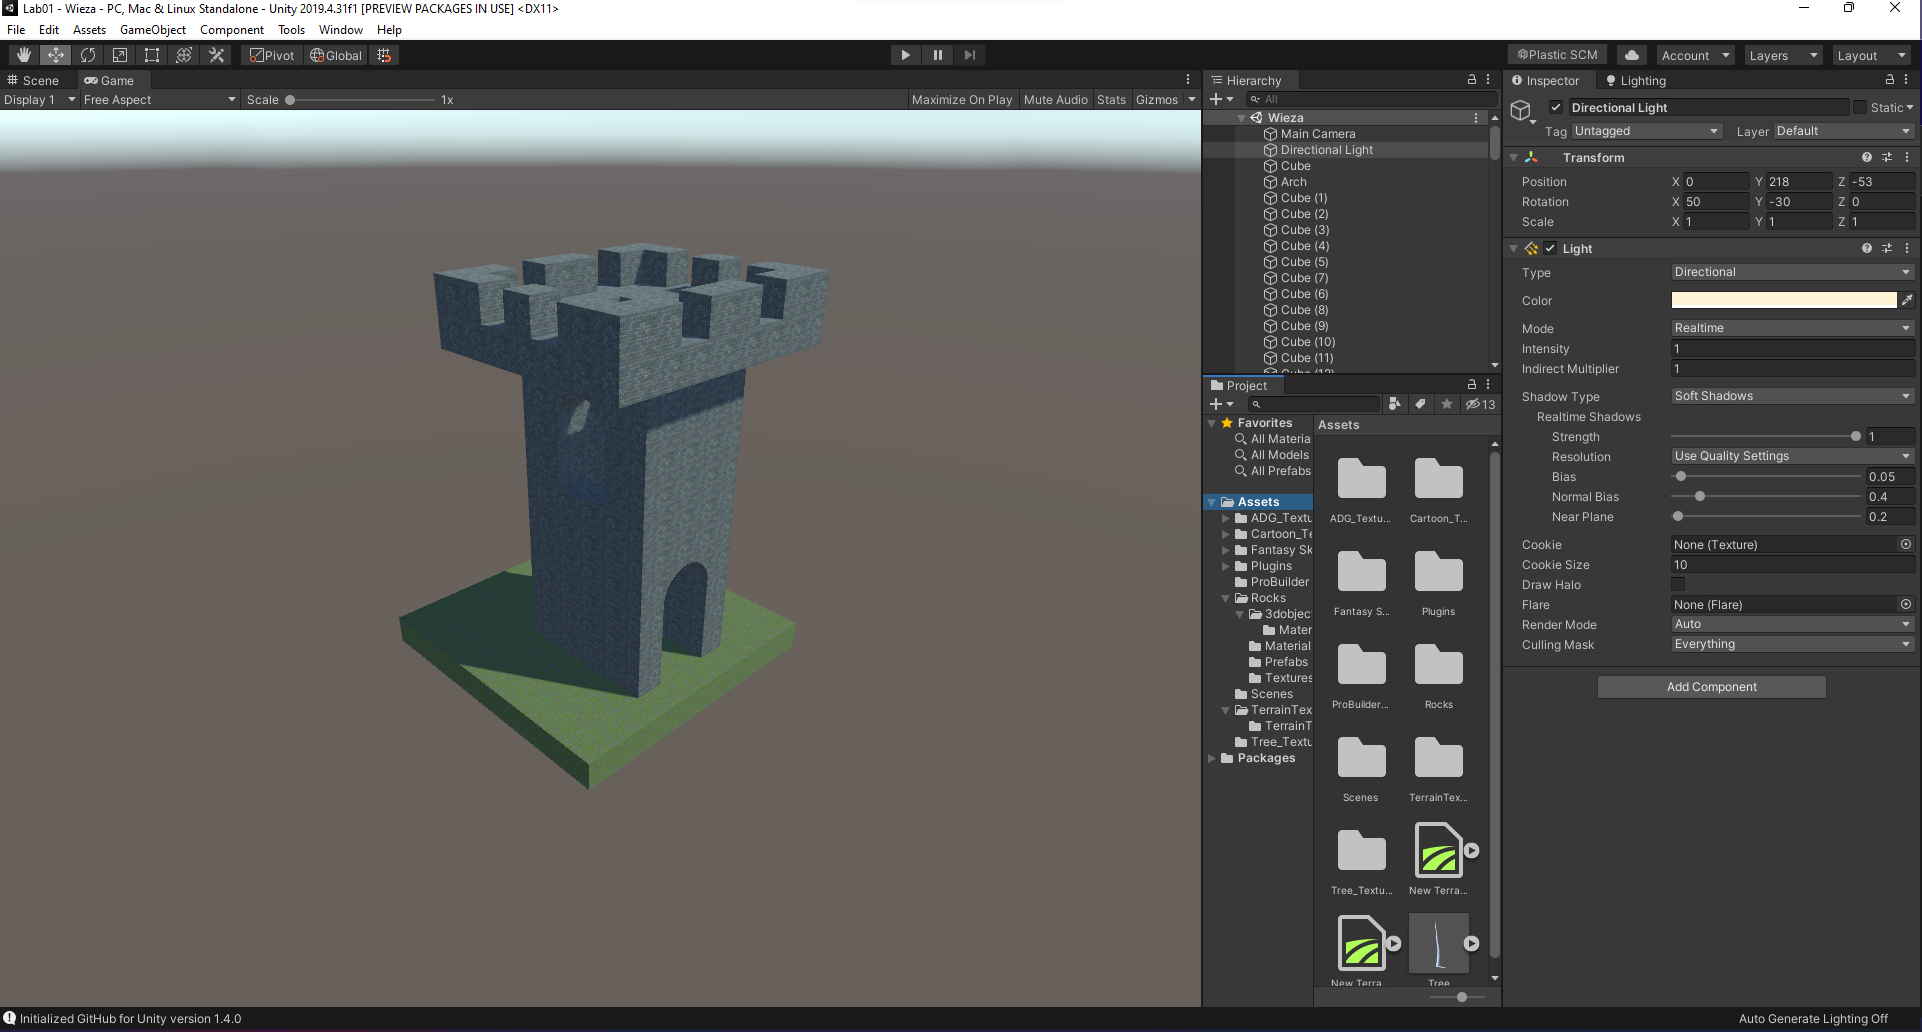 Lab01 - Wieza - PC, Mac & Linux Standalone - Unity 2019.4.31f1 [PREVIEW PACKAGES IN USE] <DX11>
File Edit Assets GameObject Component Tools Window Help
Pivot Global
Plastic SCM Account Layers Layout
Scene Game
Display 1 Free Aspect Scale 1x Maximize On Play Mute Audio Stats Gizmos
Hierarchy
All
Wieza
Main Camera
Directional Light
Cube
Arch
Cube (1)
Cube (2)
Cube (3)
Cube (4)
Cube (5)
Cube (7)
Cube (6)
Cube (8)
Cube (9)
Cube (10)
Cube (11)
Cube (12)
Project
13
Favorites
All Materia
All Models
All Prefabs
Assets
ADG_Textu
Cartoon_Te
Fantasy Sk
Plugins
ProBuilder
Rocks
3dobjec
Mater
Material
Prefabs
Textures
Scenes
TerrainTex
TerrainT
Tree_Textu
Packages
Assets
ADG_Textu... Cartoon_T...
Fantasy S... Plugins
ProBuilder... Rocks
Scenes TerrainTex...
Tree_Textu... New Terra...
New Terra... Tree
Inspector Lighting
Directional Light Static
Tag Untagged Layer Default
Transform
Position X 0 Y 218 Z -53
Rotation X 50 Y -30 Z 0
Scale X 1 Y 1 Z 1
Light
Type Directional
Color
Mode Realtime
Intensity 1
Indirect Multiplier 1
Shadow Type Soft Shadows
Realtime Shadows
Strength 1
Resolution Use Quality Settings
Bias 0.05
Normal Bias 0.4
Near Plane 0.2
Cookie None (Texture)
Cookie Size 10
Draw Halo
Flare None (Flare)
Render Mode Auto
Culling Mask Everything
Add Component
Initialized GitHub for Unity version 1.4.0
Auto Generate Lighting Off